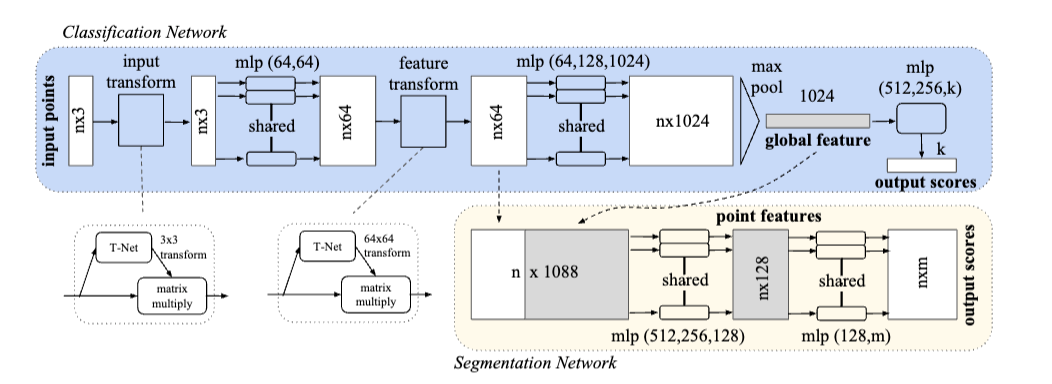 Classification Network
input points
nx3
input
transform
nx3
mlp (64,64)
shared
nx64
feature
transform
nx64
mlp (64,128,1024)
shared
nx1024
max
pool
1024
global feature
mlp
(512,256,k)
k
output scores
T-Net
3x3
transform
matrix
multiply
T-Net
64x64
transform
matrix
multiply
point features
n x 1088
shared
mlp (512,256,128)
nx128
shared
mlp (128,m)
nxm
output scores
Segmentation Network